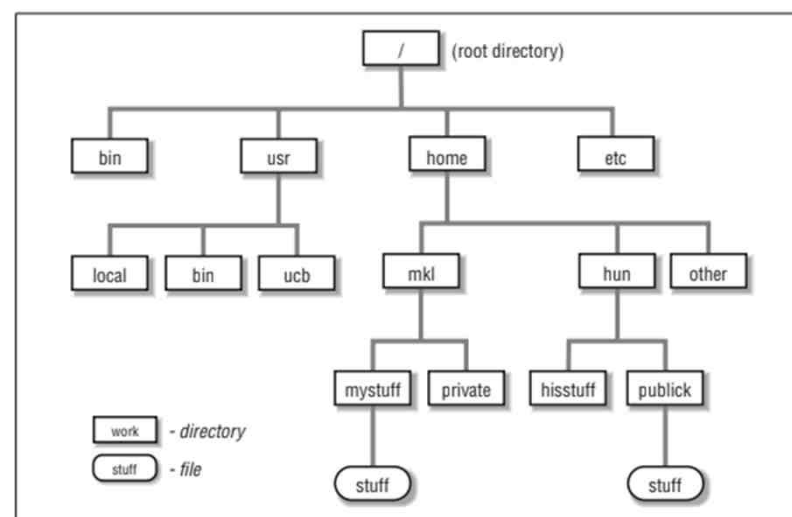 / (root directory)
bin usr home etc
local bin ucb mkl hun other
mystuff private hisstuff publick
work - directory
stuff - file
stuff stuff